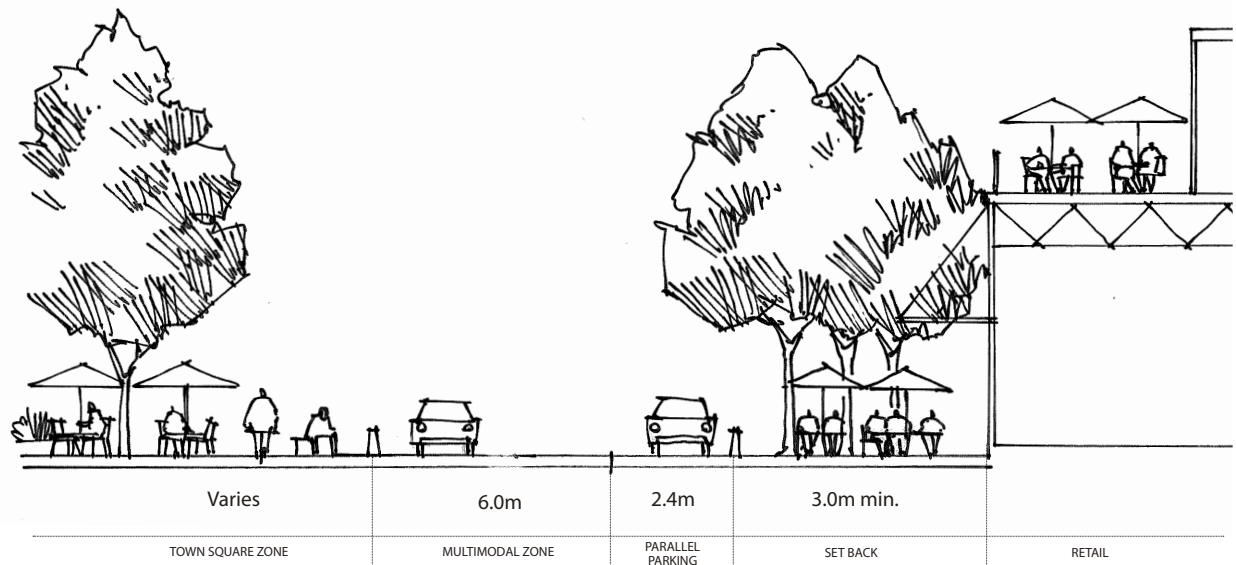 Varies
6.0m
2.4m
3.0m min.
TOWN SQUARE ZONE
MULTIMODAL ZONE
PARALLEL
PARKING
SET BACK
RETAIL